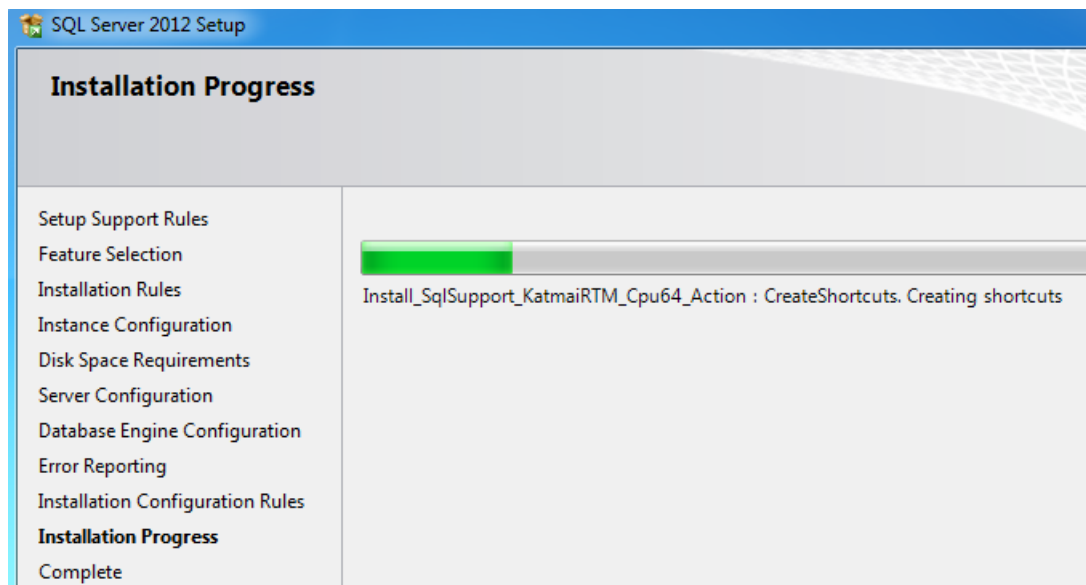 SQL Server 2012 Setup
Installation Progress
Setup Support Rules
Feature Selection
Installation Rules
Instance Configuration
Disk Space Requirements
Server Configuration
Database Engine Configuration
Error Reporting
Installation Configuration Rules
Installation Progress
Complete
Install_SqlSupport_KatmaiRTM_Cpu64_Action : CreateShortcuts. Creating shortcuts